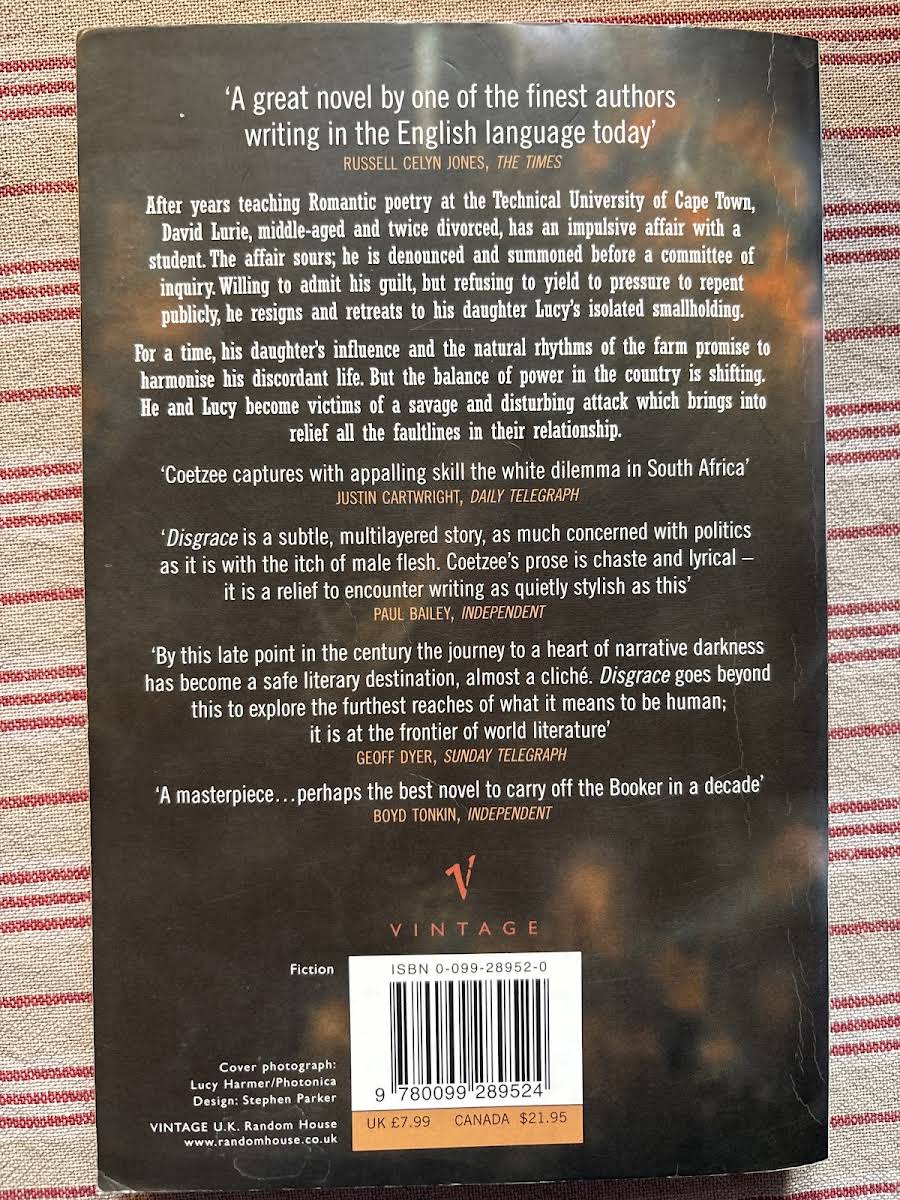 ‘A great novel by one of the finest authors
writing in the English language today’
RUSSELL CELYN JONES, THE TIMES
After years teaching Romantic poetry at the Technical University of Cape Town,
David Lurie, middle-aged and twice divorced, has an impulsive affair with a
student. The affair sours; he is denounced and summoned before a committee of
inquiry. Willing to admit his guilt, but refusing to yield to pressure to repent
publicly, he resigns and retreats to his daughter Lucy's isolated smallholding.
For a time, his daughter's influence and the natural rhythms of the farm promise to
harmonise his discordant life. But the balance of power in the country is shifting.
He and Lucy become victims of a savage and disturbing attack which brings into
relief all the faultlines in their relationship.
‘Coetzee captures with appalling skill the white dilemma in South Africa’
JUSTIN CARTWRIGHT, DAILY TELEGRAPH
‘Disgrace is a subtle, multilayered story, as much concerned with politics
as it is with the itch of male flesh. Coetzee's prose is chaste and lyrical –
it is a relief to encounter writing as quietly stylish as this’
PAUL BAILEY, INDEPENDENT
‘By this late point in the century the journey to a heart of narrative darkness
has become a safe literary destination, almost a cliché. Disgrace goes beyond
this to explore the furthest reaches of what it means to be human;
it is at the frontier of world literature’
GEOFF DYER, SUNDAY TELEGRAPH
‘A masterpiece…perhaps the best novel to carry off the Booker in a decade’
BOYD TONKIN, INDEPENDENT
V
VINTAGE
Fiction
ISBN 0-099-28952-0
9 780099 289524
UK £7.99 CANADA $21.95
Cover photograph:
Lucy Harmer/Photonica
Design: Stephen Parker
VINTAGE U.K. Random House
www.randomhouse.co.uk